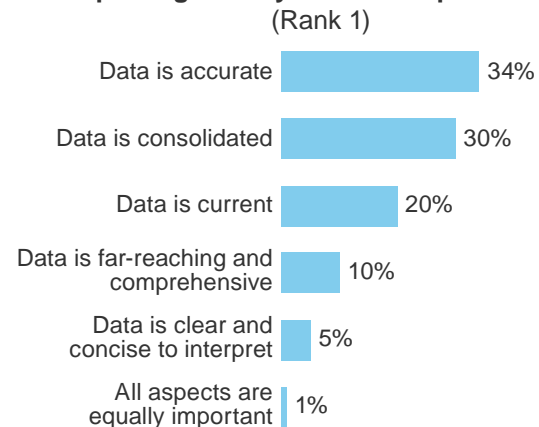 (Rank 1)
Data is accurate 34%
Data is consolidated 30%
Data is current 20%
Data is far-reaching and
comprehensive 10%
Data is clear and
concise to interpret 5%
All aspects are
equally important 1%